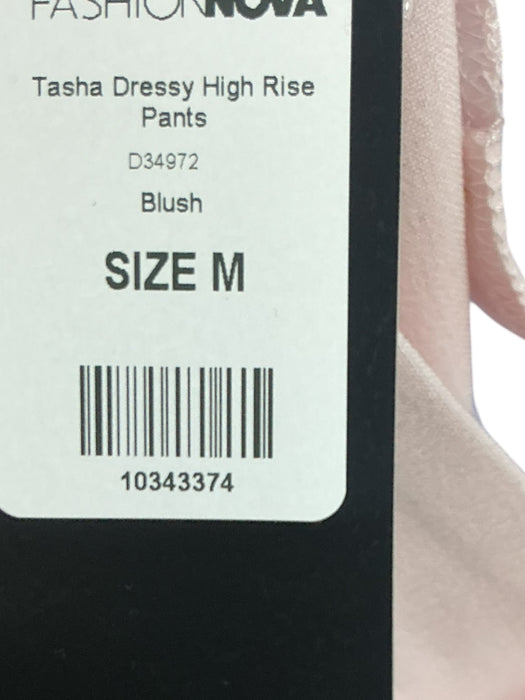 FASHIONNOVA
Tasha Dressy High Rise
Pants
D34972
Blush
SIZE M
10343374